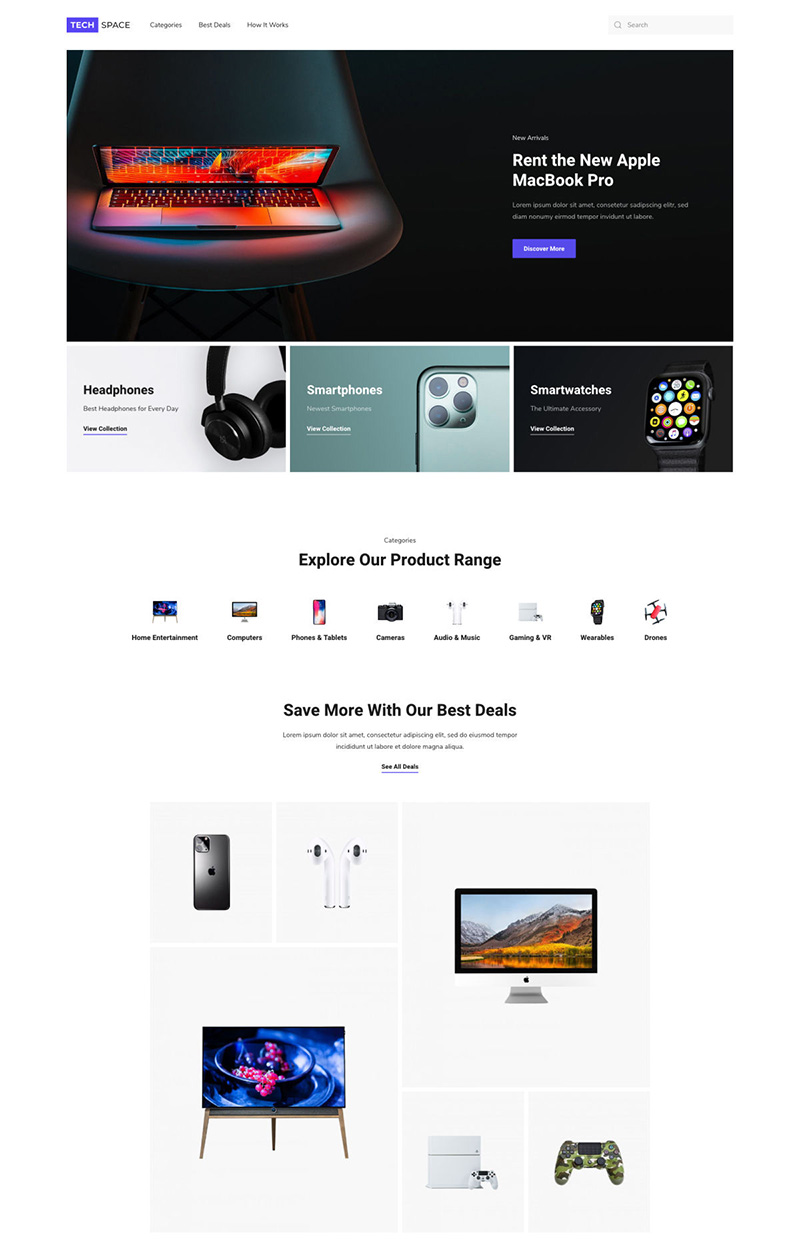 TECH SPACE
Categories
Best Deals
How It Works
Search
New Arrivals
Rent the New Apple
MacBook Pro
Lorem ipsum dolor sit amet, consetetur sadipscing elitr, sed
diam nonumy eirmod tempor invidunt ut labore.
Discover More
Headphones
Best Headphones for Every Day
View Collection
Smartphones
Newest Smartphones
View Collection
Smartwatches
The Ultimate Accessory
View Collection
Categories
Explore Our Product Range
Home Entertainment
Computers
Phones & Tablets
Cameras
Audio & Music
Gaming & VR
Wearables
Drones
Save More With Our Best Deals
Lorem ipsum dolor sit amet, consectetur adipiscing elit, sed do eiusmod tempor
incididunt ut labore et dolore magna aliqua.
See All Deals